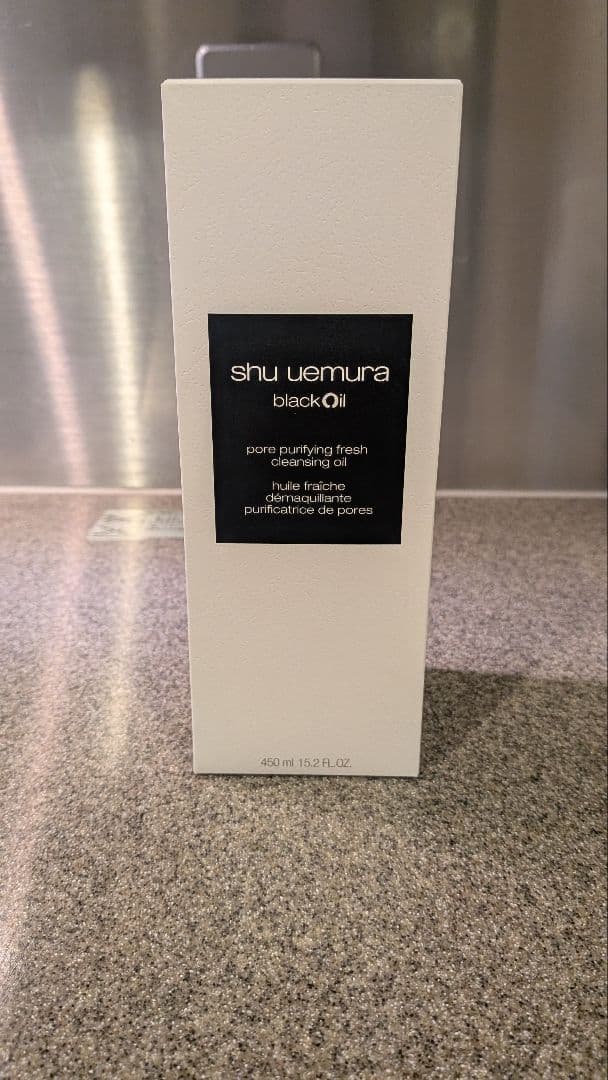 shu uemura
blackOil
pore purifying fresh
cleansing oil
huile fraîche
démaquillante
purificatrice de pores
450 ml 15.2 FL.OZ.